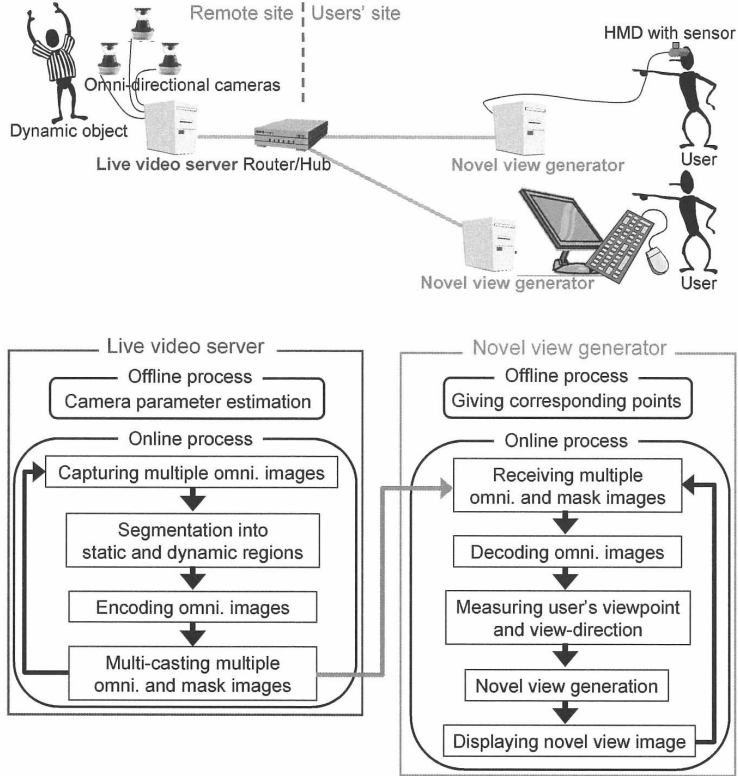 Remote site
Users' site
HMD with sensor
Omni-directional cameras
Dynamic object
Live video server
Router/Hub
Novel view generator
User
Novel view generator
User
Live video server
Offline process
Camera parameter estimation
Online process
Capturing multiple omni. images
Segmentation into
static and dynamic regions
Encoding omni. images
Multi-casting multiple
omni. and mask images
Novel view generator
Offline process
Giving corresponding points
Online process
Receiving multiple
omni. and mask images
Decoding omni. images
Measuring user's viewpoint
and view-direction
Novel view generation
Displaying novel view image